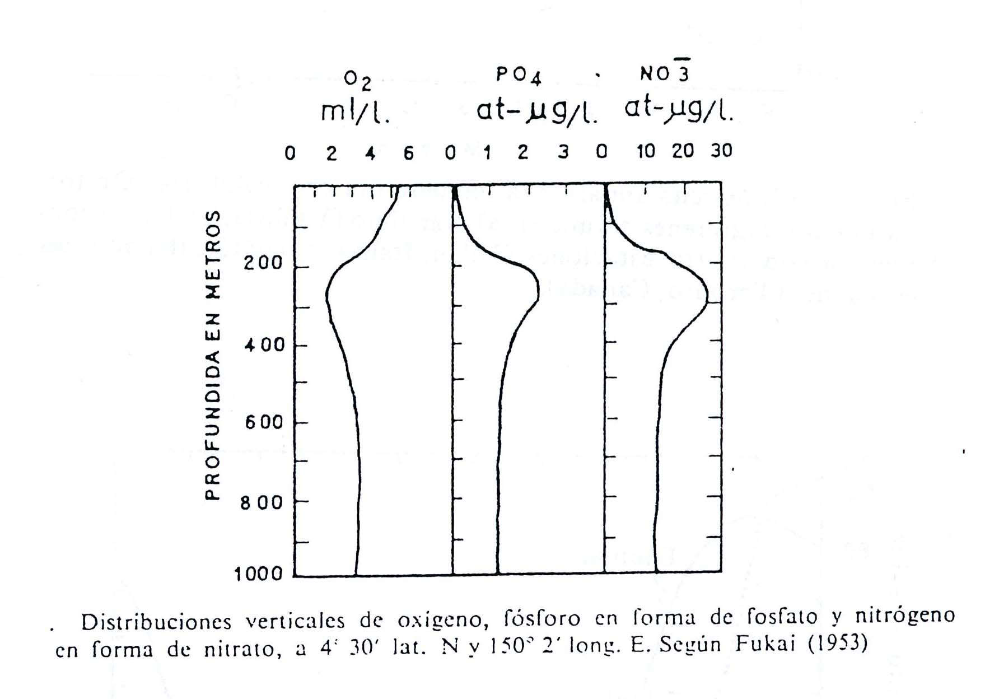 O2 PO4 NO3̅
ml/l. at-µg/l. at-µg/l.
0 2 4 6 0 1 2 3 0 10 20 30
PROFUNDIDA EN METROS
200
400
600
800
1000
. Distribuciones verticales de oxígeno, fósforo en forma de fosfato y nitrógeno
en forma de nitrato, a 4° 30′ lat. N y 150° 2′ long. E. Según Fukai (1953)